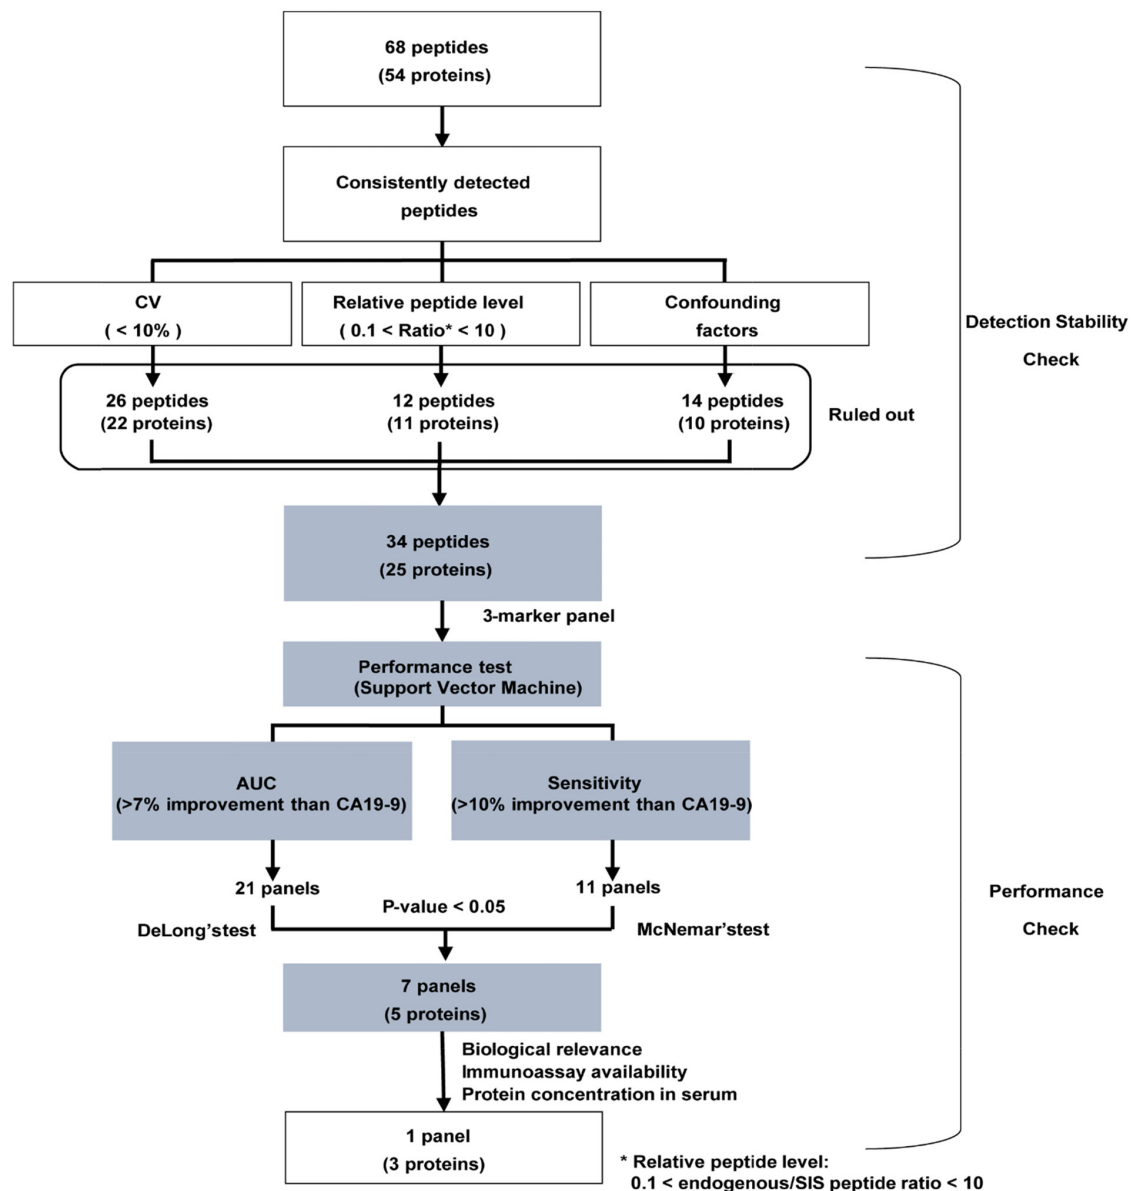 68 peptides
(54 proteins)
Consistently detected
peptides
CV
( < 10% )
Relative peptide level
( 0.1 < Ratio* < 10 )
Confounding
factors
Detection Stability
Check
26 peptides
(22 proteins)
12 peptides
(11 proteins)
14 peptides
(10 proteins)
Ruled out
34 peptides
(25 proteins)
3-marker panel
Performance test
(Support Vector Machine)
AUC
(>7% improvement than CA19-9)
Sensitivity
(>10% improvement than CA19-9)
21 panels
11 panels
P-value < 0.05
DeLong'stest
McNemar'stest
Performance
Check
7 panels
(5 proteins)
Biological relevance
Immunoassay availability
Protein concentration in serum
1 panel
(3 proteins)
* Relative peptide level:
0.1 < endogenous/SIS peptide ratio < 10